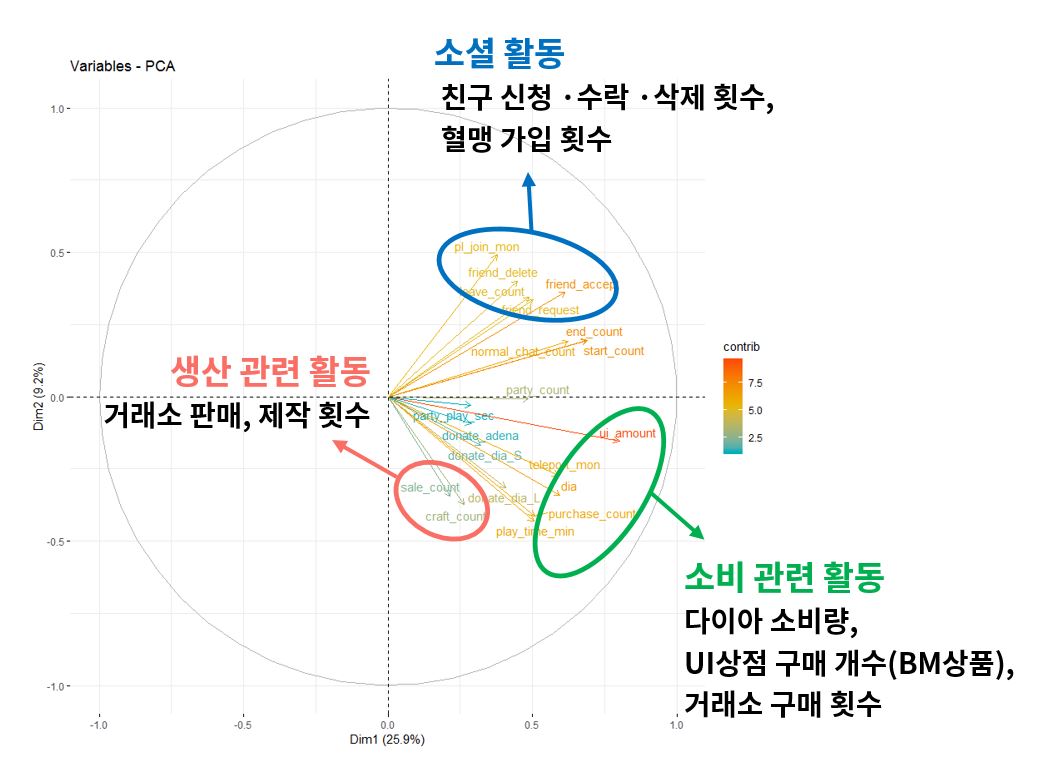 소셜 활동
Variables - PCA
친구 신청 ·수락 ·삭제 횟수,
혈맹 가입 횟수
1.0
0.5
0.0
-0.5
-1.0
Dim2 (9.2%)
pl_join_mon
friend_delete
friend_accep
leave_count
friend_request
end_count
normal_chat_count
start_count
생산 관련 활동
거래소 판매, 제작 횟수
party_count
party_play_sec
donate_adena
donate_dia_S
ui_amount
teleport_mon
sale_count
dia
donate_dia_L
craft_count
purchase_count
play_time_min
contrib
7.5
5.0
2.5
소비 관련 활동
다이아 소비량,
UI상점 구매 개수(BM상품),
거래소 구매 횟수
-1.0
-0.5
0.0
0.5
1.0
Dim1 (25.9%)